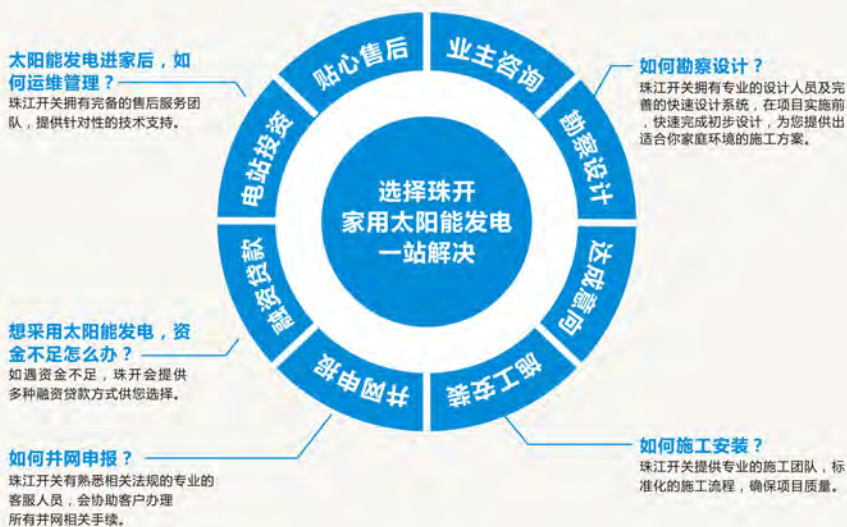 太阳能发电进家后，如
何运维管理？
珠江开关拥有完备的售后服务团
队，提供针对性的技术支持。
想采用太阳能发电，资
金不足怎么办？
如遇资金不足，珠开会提供
多种融资贷款方式供您选择。
如何井网申报？
珠江开关有熟悉相关法规的专业的
客服人员，会协助客户办理
所有并网相关手续。
选择珠开
家用太阳能发电
一站解决
业主咨询
勘察设计
达成意向
施工安装
井网申报
融资贷款
电站投资
贴心售后
如何勘察设计？
珠江开关拥有专业的设计人员及完
善的快速设计系统，在项目实施前
，快速完成初步设计，为您提供出
适合你家庭环境的施工方案。
如何施工安装？
珠江开关提供专业的施工团队，标
准化的施工流程，确保项目质量。